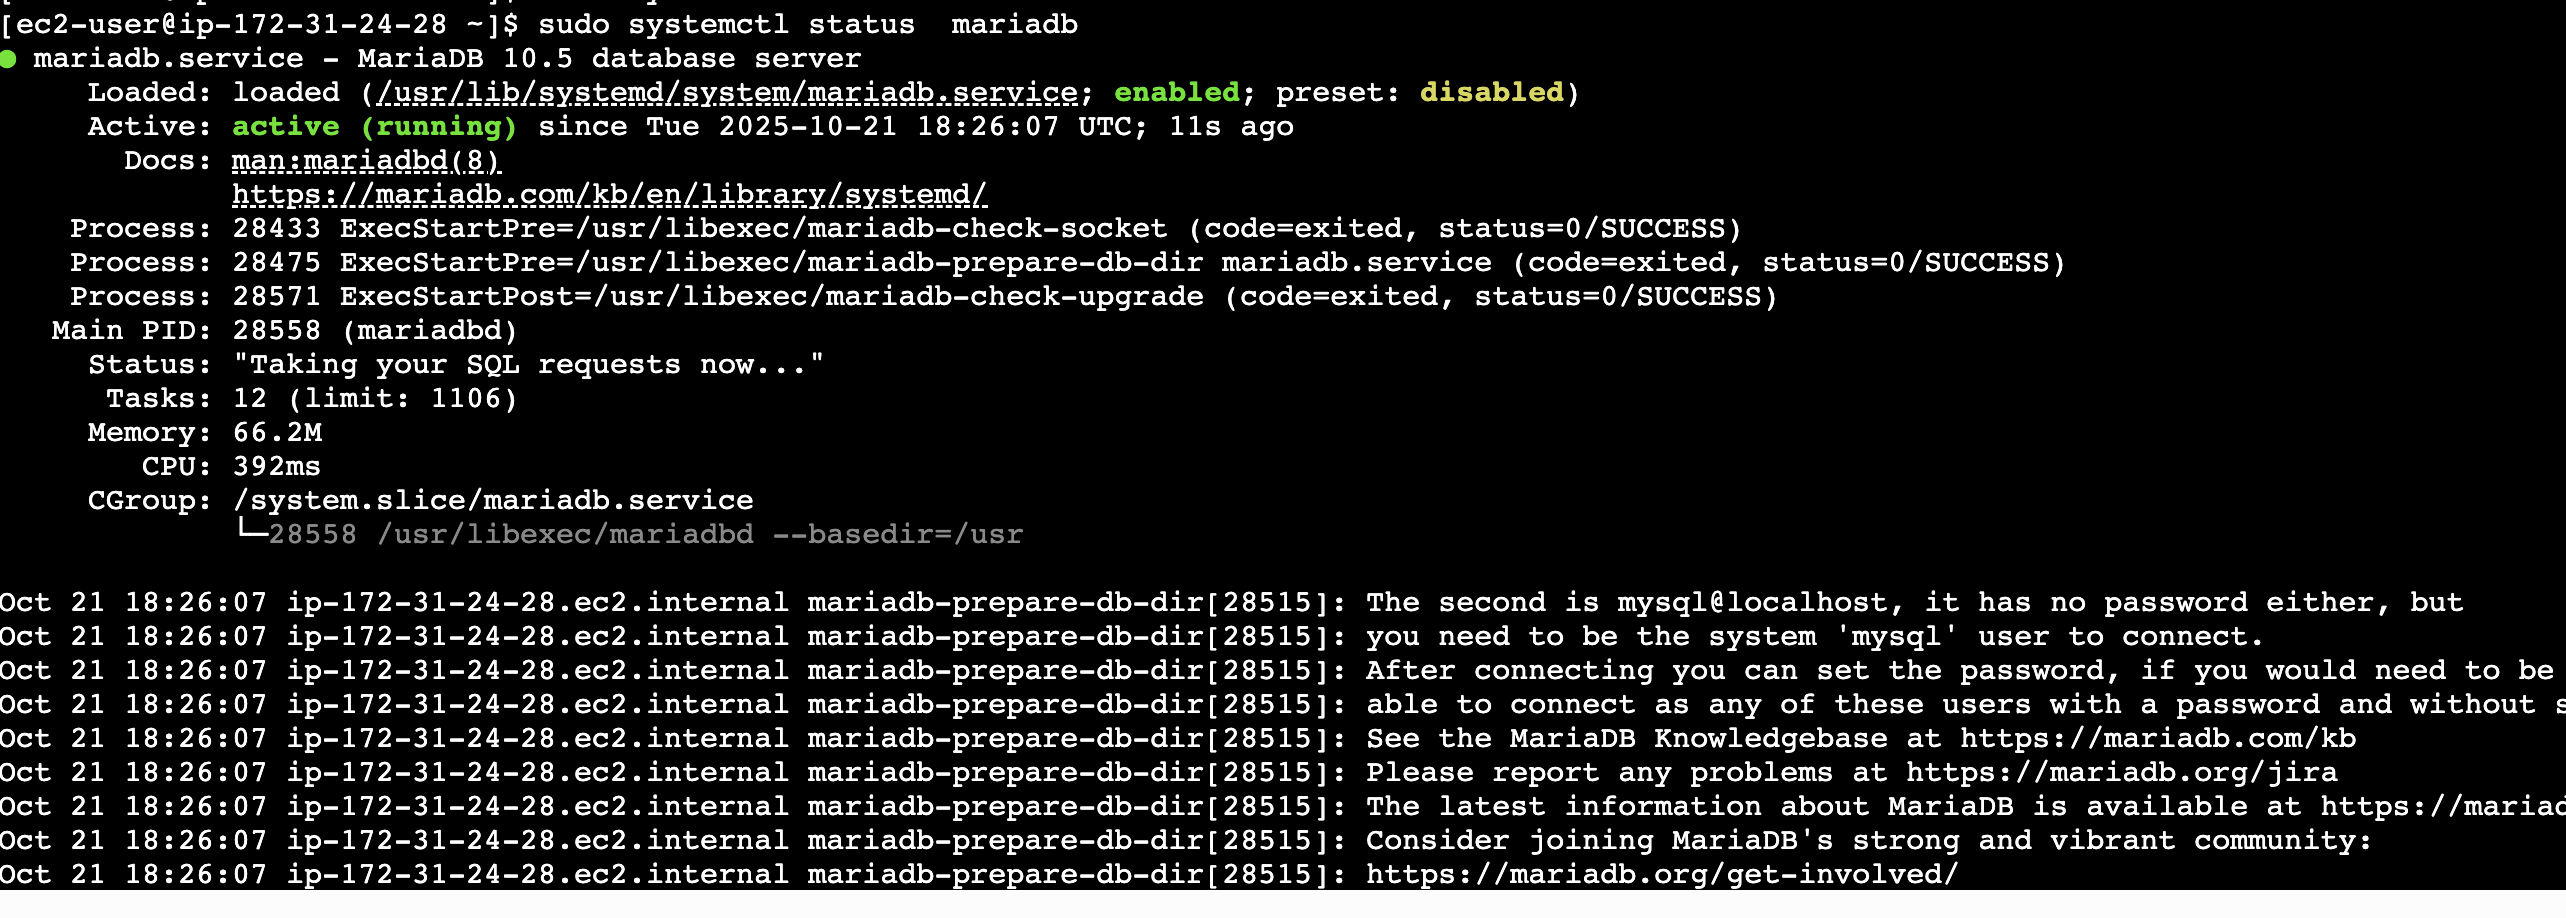 [ec2-user@ip-172-31-24-28 ~]$ sudo systemctl status  mariadb
● mariadb.service - MariaDB 10.5 database server
     Loaded: loaded (/usr/lib/systemd/system/mariadb.service; enabled; preset: disabled)
     Active: active (running) since Tue 2025-10-21 18:26:07 UTC; 11s ago
       Docs: man:mariadbd(8)
             https://mariadb.com/kb/en/library/systemd/
    Process: 28433 ExecStartPre=/usr/libexec/mariadb-check-socket (code=exited, status=0/SUCCESS)
    Process: 28475 ExecStartPre=/usr/libexec/mariadb-prepare-db-dir mariadb.service (code=exited, status=0/SUCCESS)
    Process: 28571 ExecStartPost=/usr/libexec/mariadb-check-upgrade (code=exited, status=0/SUCCESS)
   Main PID: 28558 (mariadbd)
     Status: "Taking your SQL requests now..."
      Tasks: 12 (limit: 1106)
     Memory: 66.2M
        CPU: 392ms
     CGroup: /system.slice/mariadb.service
             └─28558 /usr/libexec/mariadbd --basedir=/usr
Oct 21 18:26:07 ip-172-31-24-28.ec2.internal mariadb-prepare-db-dir[28515]: The second is mysql@localhost, it has no password either, but
Oct 21 18:26:07 ip-172-31-24-28.ec2.internal mariadb-prepare-db-dir[28515]: you need to be the system 'mysql' user to connect.
Oct 21 18:26:07 ip-172-31-24-28.ec2.internal mariadb-prepare-db-dir[28515]: After connecting you can set the password, if you would need to be
Oct 21 18:26:07 ip-172-31-24-28.ec2.internal mariadb-prepare-db-dir[28515]: able to connect as any of these users with a password and without
Oct 21 18:26:07 ip-172-31-24-28.ec2.internal mariadb-prepare-db-dir[28515]: See the MariaDB Knowledgebase at https://mariadb.com/kb
Oct 21 18:26:07 ip-172-31-24-28.ec2.internal mariadb-prepare-db-dir[28515]: Please report any problems at https://mariadb.org/jira
Oct 21 18:26:07 ip-172-31-24-28.ec2.internal mariadb-prepare-db-dir[28515]: The latest information about MariaDB is available at https://mariad
Oct 21 18:26:07 ip-172-31-24-28.ec2.internal mariadb-prepare-db-dir[28515]: Consider joining MariaDB's strong and vibrant community:
Oct 21 18:26:07 ip-172-31-24-28.ec2.internal mariadb-prepare-db-dir[28515]: https://mariadb.org/get-involved/